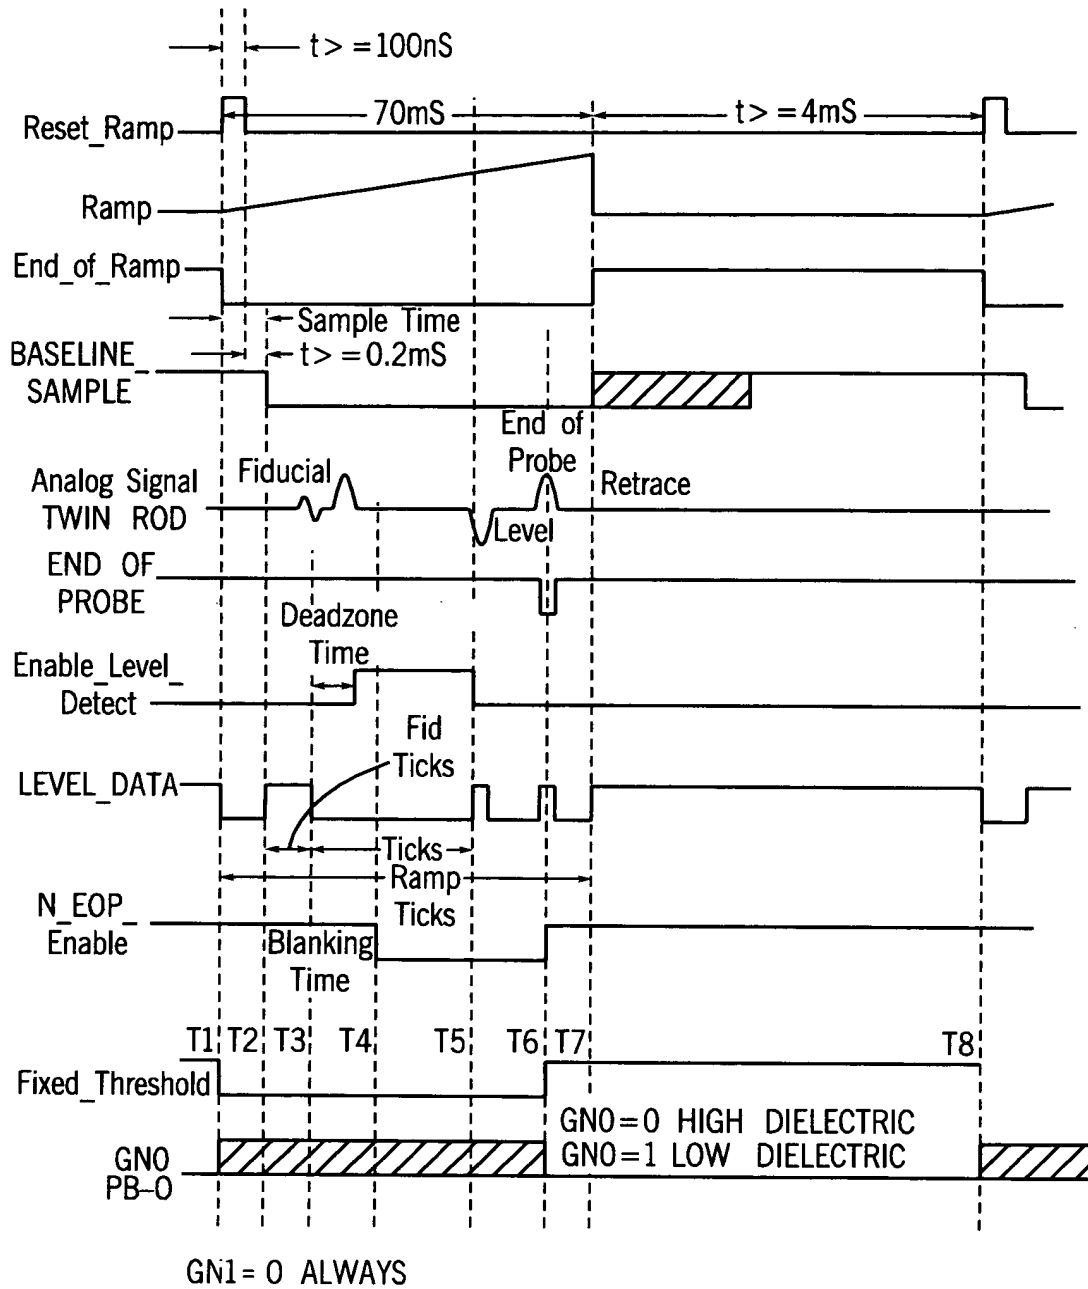 t > = 100nS
Reset_Ramp
70mS
t > = 4mS
Ramp
End_of_Ramp
Sample Time
t > = 0.2mS
BASELINE_
SAMPLE
End of
Probe
Analog Signal
TWIN ROD
Fiducial
Retrace
Level
END OF
PROBE
Deadzone
Time
Enable_Level_
Detect
Fid
Ticks
LEVEL_DATA
Ticks
Ramp
Ticks
N_EOP_
Enable
Blanking
Time
T1 T2 T3 T4 T5 T6 T7 T8
Fixed_Threshold
GN0=0 HIGH DIELECTRIC
GN0=1 LOW DIELECTRIC
GN0
PB-0
GN1= 0 ALWAYS